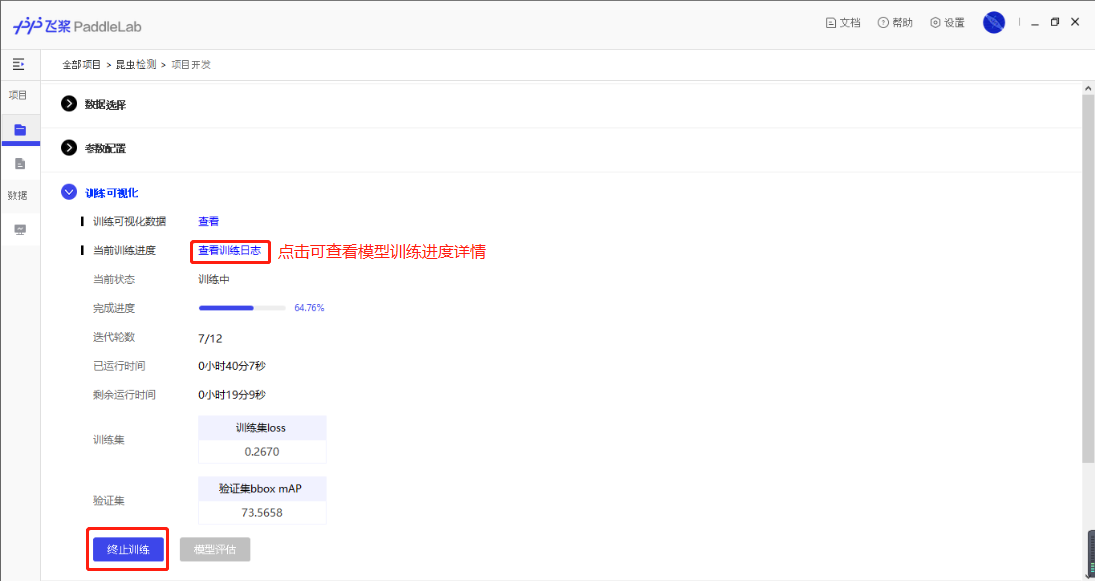 飞桨 PaddleLab
文档 帮助 设置
全部项目 > 昆虫检测 > 项目开发
项目
数据选择
参数配置
数据
训练可视化
训练可视化数据 查看
当前训练进度 查看训练日志 点击可查看模型训练进度详情
当前状态 训练中
完成进度 64.76%
迭代轮数 7/12
已运行时间 0小时40分7秒
剩余运行时间 0小时19分9秒
训练集 训练集loss
0.2670
验证集 验证集bbox mAP
73.5658
终止训练 模型评估